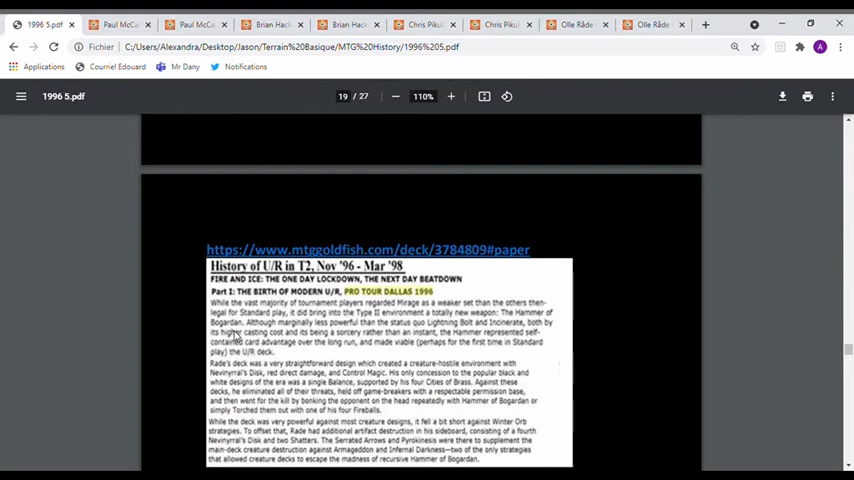 1996 5.pdf
Paul McCa
Paul McCa
Brian Hack
Brian Hack
Chris Pikul
Chris Pikul
Olle Råde
Olle Råde
Fichier
C:/Users/Alexandra/Desktop/Jason/Terrain%20Basique/MTG%20History/1996%205.pdf
A
Applications
Courriel Edouard
Mr Dany
Notifications
1996 5.pdf
19 / 27
110%
https://www.mtggoldfish.com/deck/3784809#paper
History of U/R in T2, Nov '96 - Mar '98
FIRE AND ICE: THE ONE DAY LOCKDOWN, THE NEXT DAY BEATDOWN
Part I: THE BIRTH OF MODERN U/R, PRO TOUR DALLAS 1996
While the vast majority of tournament players regarded Mirage as a weaker set than the others then-
legal for Standard play, it did bring into the Type II environment a totally new weapon: The Hammer of
Bogardan. Although marginally less powerful than the status quo Lightning Bolt and Incinerate, both by
its higher casting cost and its being a sorcery rather than an instant, the Hammer represented self-
contained card advantage over the long run, and made viable (perhaps for the first time in Standard
play) the U/R deck.
Rade's deck was a very straightforward design which created a creature-hostile environment with
Nevinyrral's Disk, red direct damage, and Control Magic. His only concession to the popular black and
white designs of the era was a single Balance, supported by his four Cities of Brass. Against these
decks, he eliminated all of their threats, held off game-breakers with a respectable permission base,
and then went for the kill by bonking the opponent on the head repeatedly with Hammer of Bogardan or
simply Torched them out with one of his four Fireballs.
While the deck was very powerful against most creature designs, it fell a bit short against Winter Orb
strategies. To offset that, Rade had additional artifact destruction in his sideboard, consisting of a fourth
Nevinyrral's Disk and two Shatters. The Serrated Arrows and Pyrokinesis were there to supplement the
main-deck creature destruction against Armageddon and Infernal Darkness—two of the only strategies
that allowed creature decks to escape the madness of recursive Hammer of Bogardan.